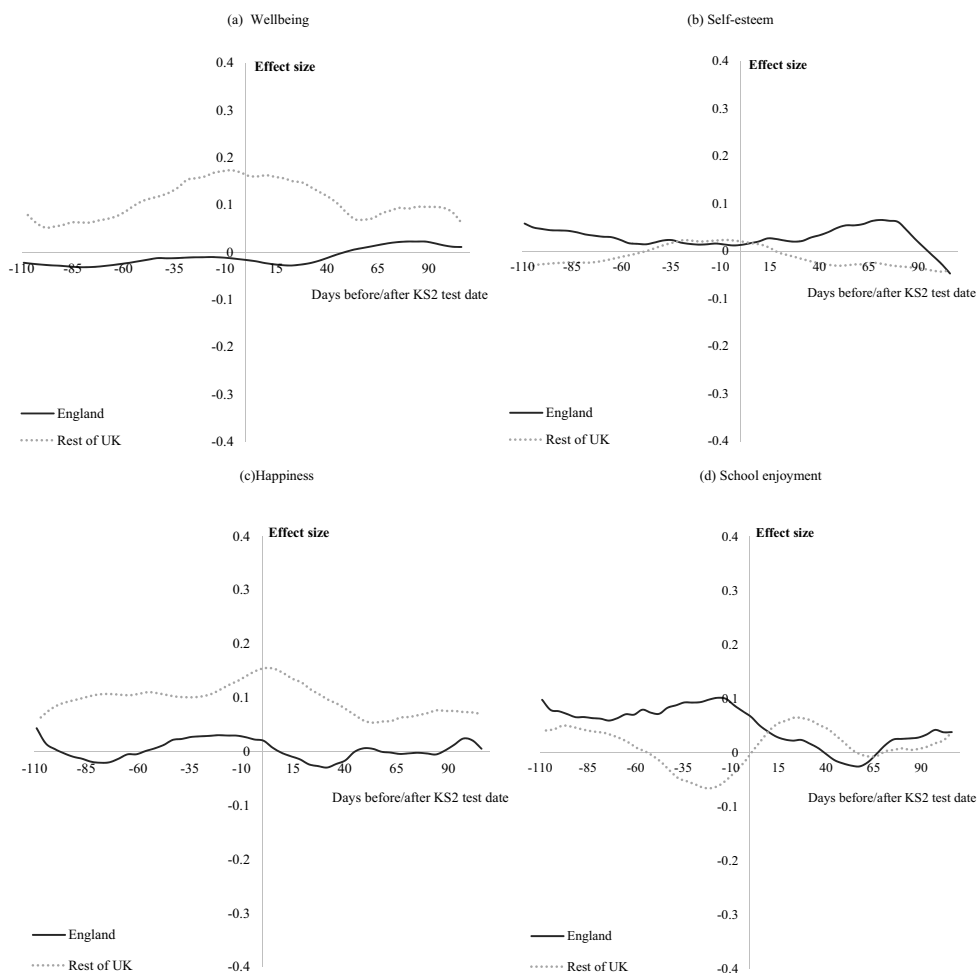 (a) Wellbeing
0.4
Effect size
0.3
0.2
0.1
0
-110 -85 -60 -35 -10 15 40 65 90
-0.1
Days before/after KS2 test date
-0.2
-0.3
England
Rest of UK
-0.4
(b) Self-esteem
0.4
Effect size
0.3
0.2
0.1
0
-110 -85 -60 -35 -10 15 40 65 90
Days before/after KS2 test date
-0.1
-0.2
-0.3
England
Rest of UK
-0.4
(c)Happiness
0.4
Effect size
0.3
0.2
0.1
0
-110 -85 -60 -35 -10 15 40 65 90
Days before/after KS2 test date
-0.1
-0.2
-0.3
England
Rest of UK
-0.4
(d) School enjoyment
0.4
Effect size
0.3
0.2
0.1
0
-110 -85 -60 -35 -10 15 40 65 90
Days before/after KS2 test date
-0.1
-0.2
-0.3
England
Rest of UK
-0.4